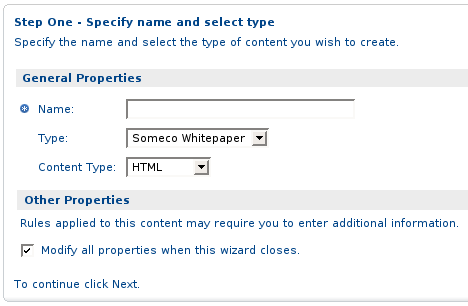 Step One - Specify name and select type
Specify the name and select the type of content you wish to create.
General Properties
Name:
Type: Someco Whitepaper
Content Type: HTML
Other Properties
Rules applied to this content may require you to enter additional information.
Modify all properties when this wizard closes.
To continue click Next.